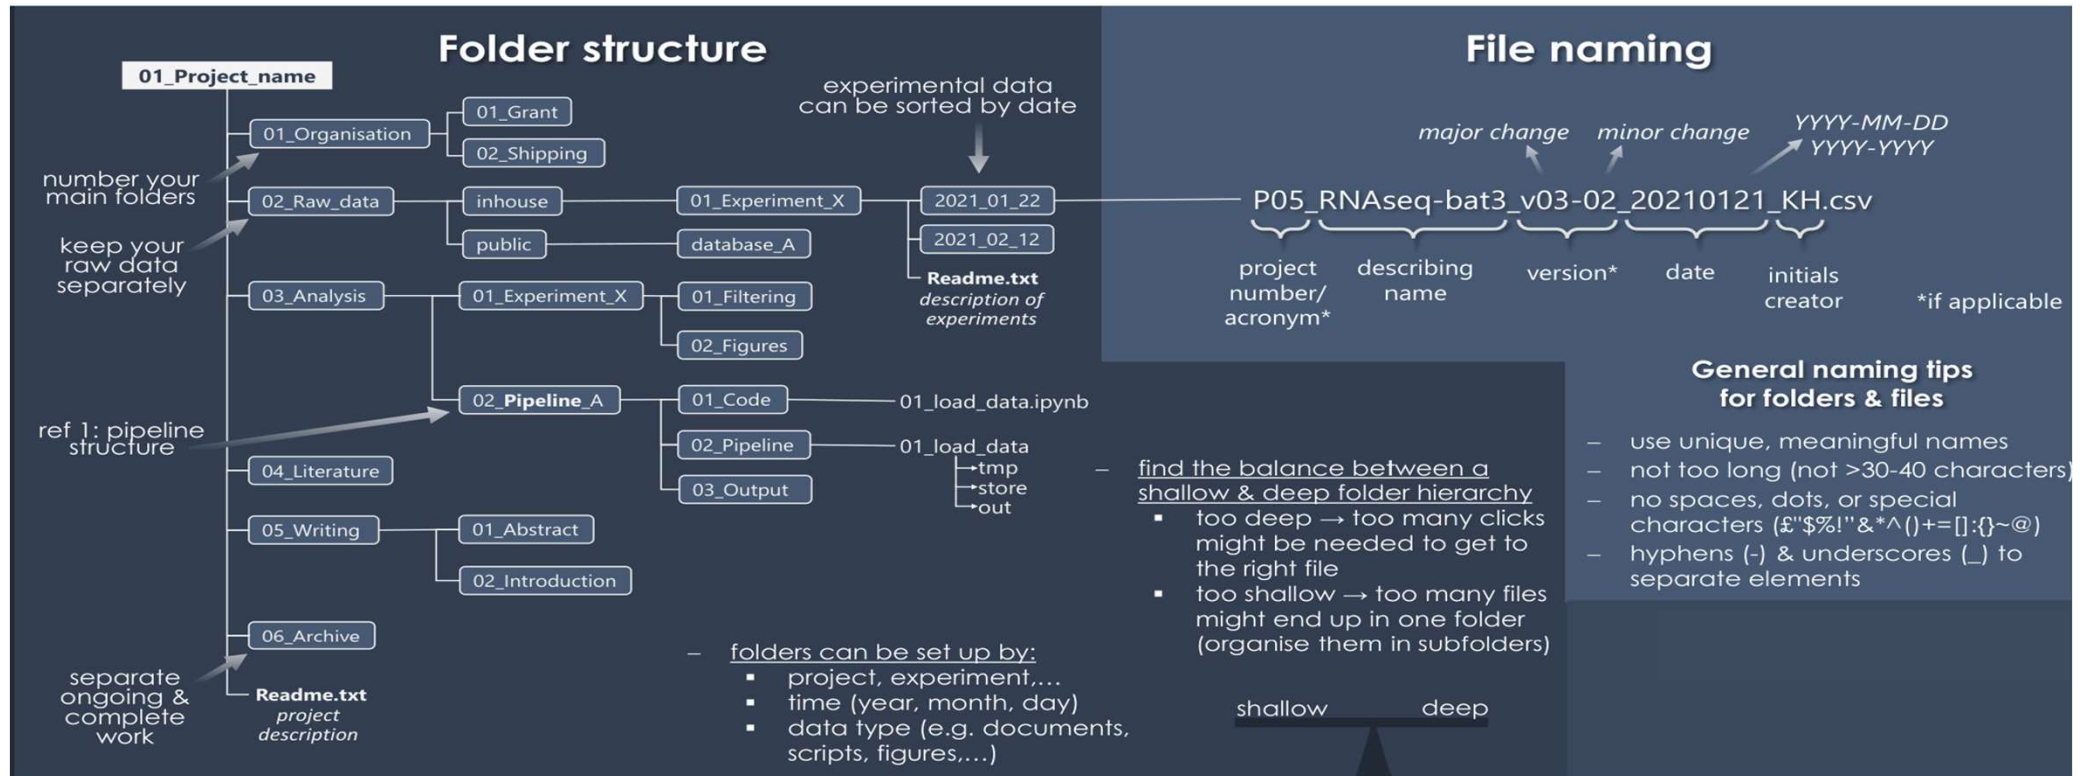 Folder structure
01_Project_name
01_Organisation
01_Grant
02_Shipping
number your
main folders
02_Raw_data
inhouse
01_Experiment_X
2021_01_22
2021_02_12
public
database_A
Readme.txt
description of
experiments
experimental data
can be sorted by date
keep your
raw data
separately
03_Analysis
01_Experiment_X
01_Filtering
02_Figures
02_Pipeline_A
01_Code
01_load_data.ipynb
02_Pipeline
01_load_data
tmp
store
out
03_Output
ref 1: pipeline
structure
04_Literature
05_Writing
01_Abstract
02_Introduction
06_Archive
separate
ongoing &
complete
work
Readme.txt
project
description
– folders can be set up by:
▪ project, experiment,...
▪ time (year, month, day)
▪ data type (e.g. documents,
scripts, figures,...)
– find the balance between a
shallow & deep folder hierarchy
▪ too deep → too many clicks
might be needed to get to
the right file
▪ too shallow → too many files
might end up in one folder
(organise them in subfolders)
shallow deep
File naming
major change
minor change
YYYY-MM-DD
YYYY-YYYY
P05_RNAseq-bat3_v03-02_20210121_KH.csv
project
number/
acronym*
describing
name
version*
date
initials
creator
*if applicable
General naming tips
for folders & files
– use unique, meaningful names
– not too long (not >30-40 characters)
– no spaces, dots, or special
characters (£"$%!"&*^()+=[]:{}~@)
– hyphens (-) & underscores (_) to
separate elements